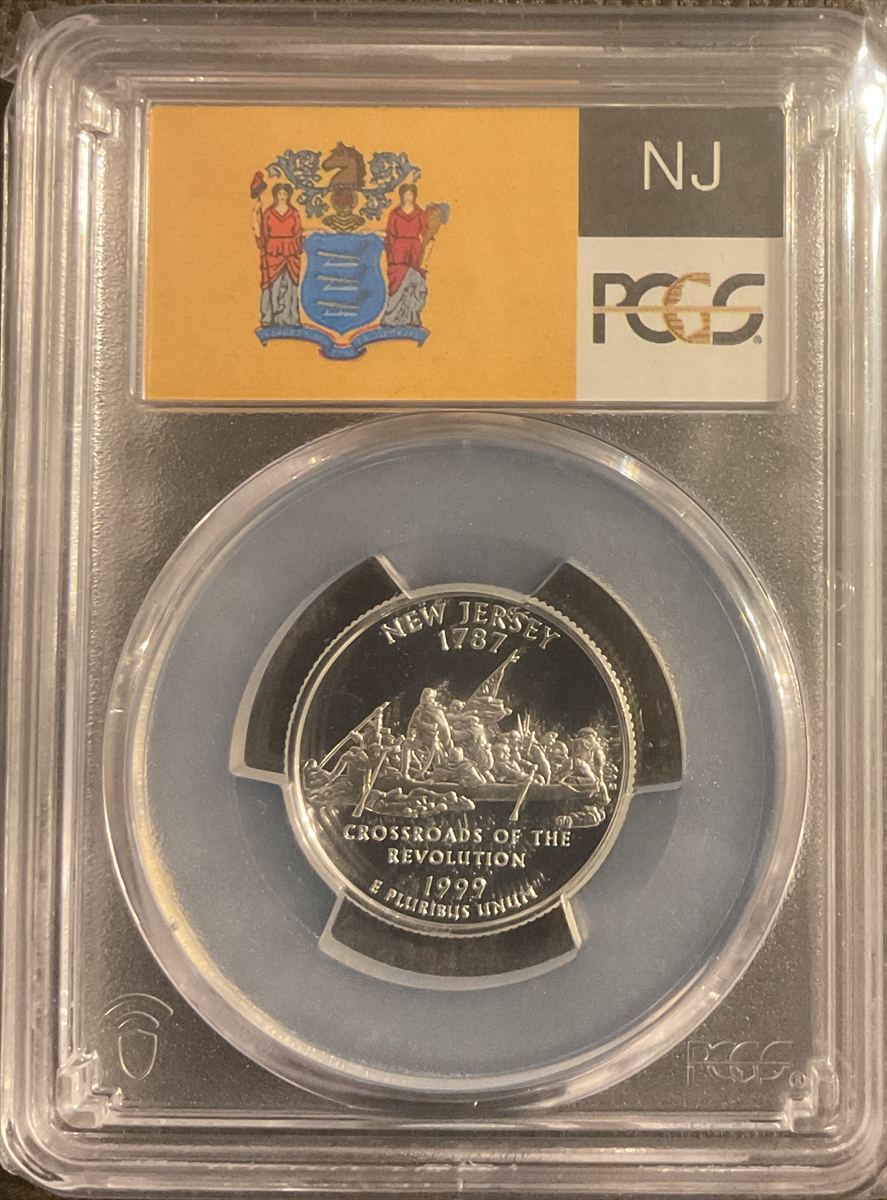 NJ
PCGS®
NEW JERSEY
1787
CROSSROADS OF THE
REVOLUTION
1999
E PLURIBUS UNUM
PCGS®